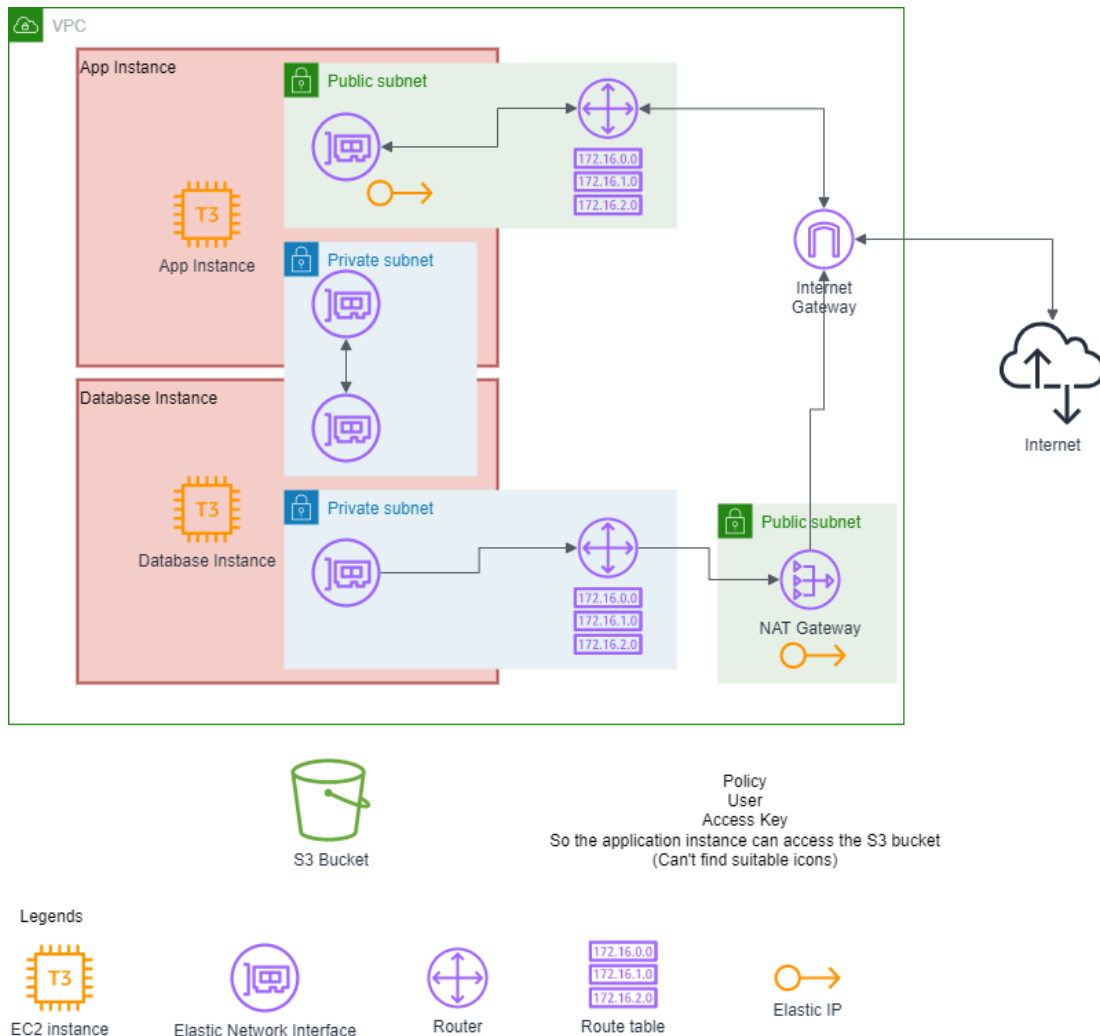 VPC
App Instance
Public subnet
172.16.0.0
172.16.1.0
172.16.2.0
T3
App Instance
Private subnet
Internet
Gateway
Internet
Database Instance
T3
Database Instance
Private subnet
172.16.0.0
172.16.1.0
172.16.2.0
Public subnet
NAT Gateway
S3 Bucket
Policy
User
Access Key
So the application instance can access the S3 bucket
(Can't find suitable icons)
Legends
T3
EC2 instance
Elastic Network Interface
Router
172.16.0.0
172.16.1.0
172.16.2.0
Route table
Elastic IP